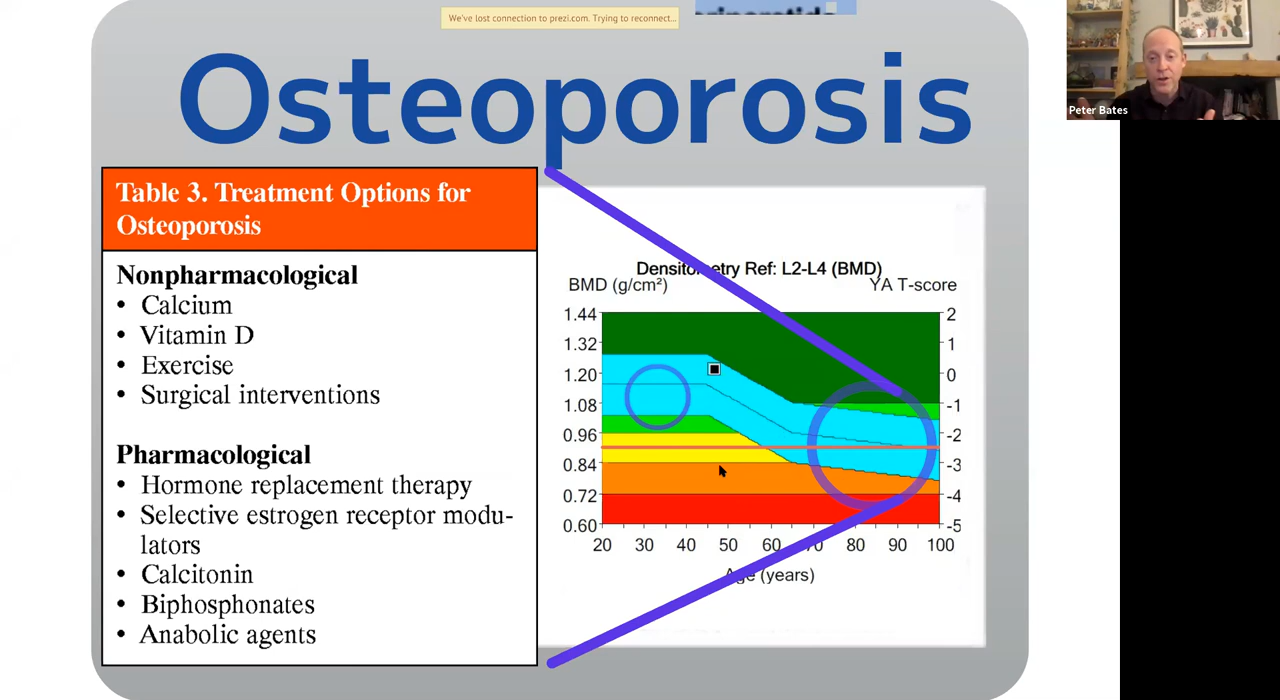 We've lost connection to prezi.com. Trying to reconnect...
Osteoporosis
Peter Bates
Table 3. Treatment Options for
Osteoporosis
Nonpharmacological
• Calcium
• Vitamin D
• Exercise
• Surgical interventions
Pharmacological
• Hormone replacement therapy
• Selective estrogen receptor modu-
lators
• Calcitonin
• Biphosphonates
• Anabolic agents
Densitometry Ref: L2-L4 (BMD)
BMD (g/cm²) YA T-score
1.44 2
1.32 1
1.20 0
1.08 -1
0.96 -2
0.84 -3
0.72 -4
0.60 -5
20 30 40 50 60 70 80 90 100
Age (years)